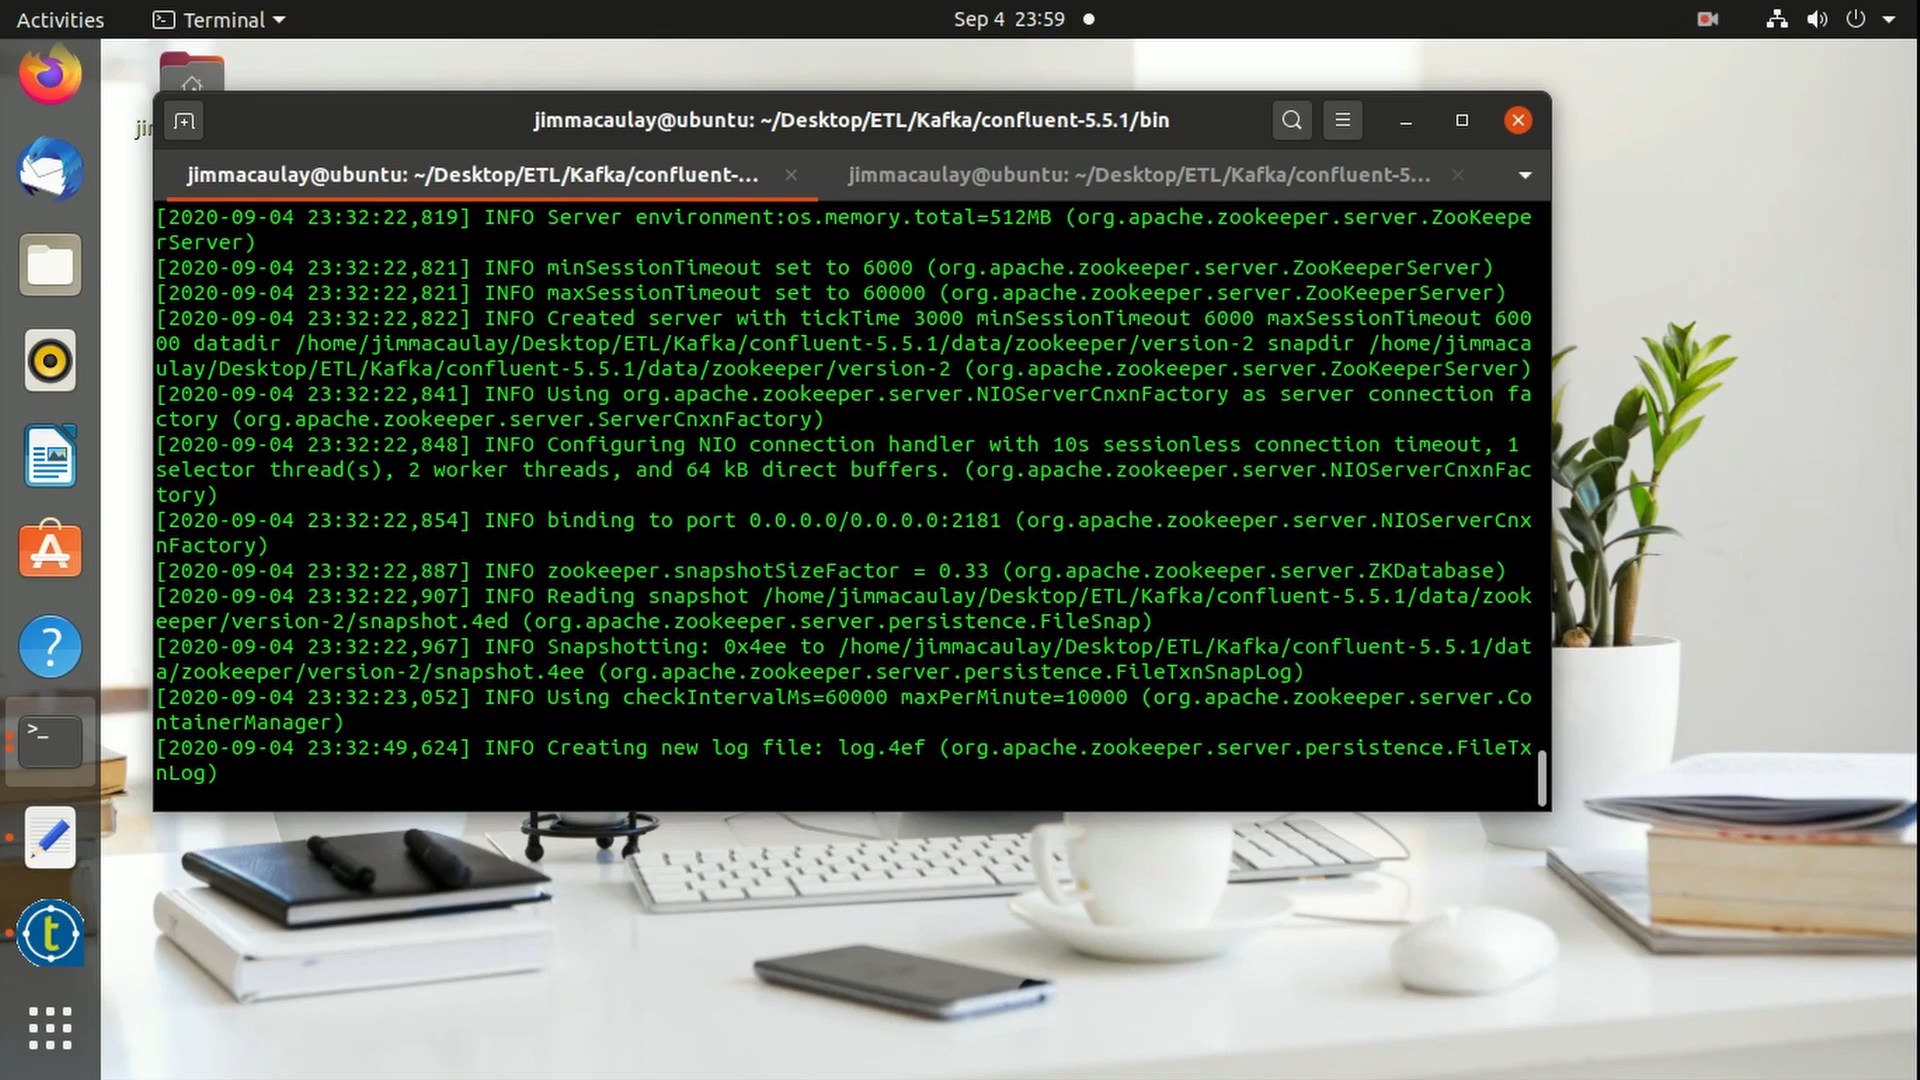 Activities Terminal Sep 4 23:59
jin
jimmacaulay@ubuntu: ~/Desktop/ETL/Kafka/confluent-5.5.1/bin
jimmacaulay@ubuntu: ~/Desktop/ETL/Kafka/confluent-... jimmacaulay@ubuntu: ~/Desktop/ETL/Kafka/confluent-5...
[2020-09-04 23:32:22,819] INFO Server environment:os.memory.total=512MB (org.apache.zookeeper.server.ZooKeepe
rServer)
[2020-09-04 23:32:22,821] INFO minSessionTimeout set to 6000 (org.apache.zookeeper.server.ZooKeeperServer)
[2020-09-04 23:32:22,821] INFO maxSessionTimeout set to 60000 (org.apache.zookeeper.server.ZooKeeperServer)
[2020-09-04 23:32:22,822] INFO Created server with tickTime 3000 minSessionTimeout 6000 maxSessionTimeout 600
00 datadir /home/jimmacaulay/Desktop/ETL/Kafka/confluent-5.5.1/data/zookeeper/version-2 snapdir /home/jimmaca
ulay/Desktop/ETL/Kafka/confluent-5.5.1/data/zookeeper/version-2 (org.apache.zookeeper.server.ZooKeeperServer)
[2020-09-04 23:32:22,841] INFO Using org.apache.zookeeper.server.NIOServerCnxnFactory as server connection fa
ctory (org.apache.zookeeper.server.ServerCnxnFactory)
[2020-09-04 23:32:22,848] INFO Configuring NIO connection handler with 10s sessionless connection timeout, 1
selector thread(s), 2 worker threads, and 64 kB direct buffers. (org.apache.zookeeper.server.NIOServerCnxnFac
tory)
[2020-09-04 23:32:22,854] INFO binding to port 0.0.0.0/0.0.0.0:2181 (org.apache.zookeeper.server.NIOServerCnx
nFactory)
[2020-09-04 23:32:22,887] INFO zookeeper.snapshotSizeFactor = 0.33 (org.apache.zookeeper.server.ZKDatabase)
[2020-09-04 23:32:22,907] INFO Reading snapshot /home/jimmacaulay/Desktop/ETL/Kafka/confluent-5.5.1/data/zook
eeper/version-2/snapshot.4ed (org.apache.zookeeper.server.persistence.FileSnap)
[2020-09-04 23:32:22,967] INFO Snapshotting: 0x4ee to /home/jimmacaulay/Desktop/ETL/Kafka/confluent-5.5.1/dat
a/zookeeper/version-2/snapshot.4ee (org.apache.zookeeper.server.persistence.FileTxnSnapLog)
[2020-09-04 23:32:23,052] INFO Using checkIntervalMs=60000 maxPerMinute=10000 (org.apache.zookeeper.server.Co
ntainerManager)
[2020-09-04 23:32:49,624] INFO Creating new log file: log.4ef (org.apache.zookeeper.server.persistence.FileTx
nLog)